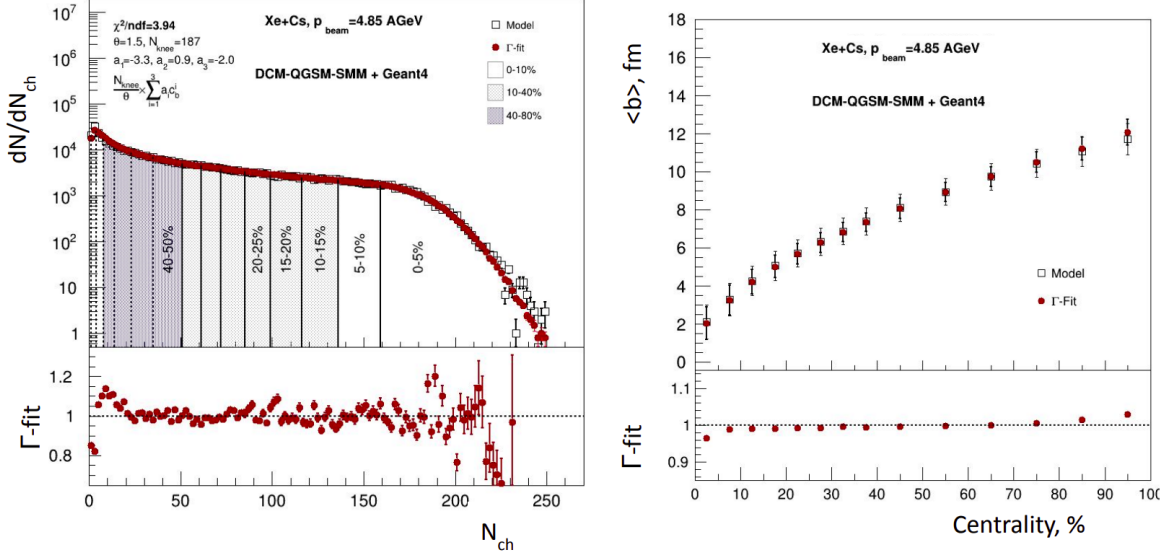 Xe+Cs, p beam =4.85 AGeV
DCM-QGSM-SMM + Geant4
χ²/ndf=3.94
θ=1.5, N_knee=187
a₁=-3.3, a₂=0.9, a₃=-2.0
N_knee/θ × ∑³ᵢ₌₁ aᵢcᵢb
Model
Γ-fit
0-10%
10-40%
40-80%
dN/dN_ch
10⁷
10⁶
10⁵
10⁴
10³
10²
10
1
40-50%
20-25%
15-20%
10-15%
5-10%
0-5%
Γ-fit
1.2
1
0.8
0 50 100 150 200 250
N_ch
<b>, fm
Xe+Cs, p beam =4.85 AGeV
DCM-QGSM-SMM + Geant4
18
16
14
12
10
8
6
4
2
0
Model
Γ-Fit
Γ-fit
1.1
1
0.9
0 10 20 30 40 50 60 70 80 90 100
Centrality, %